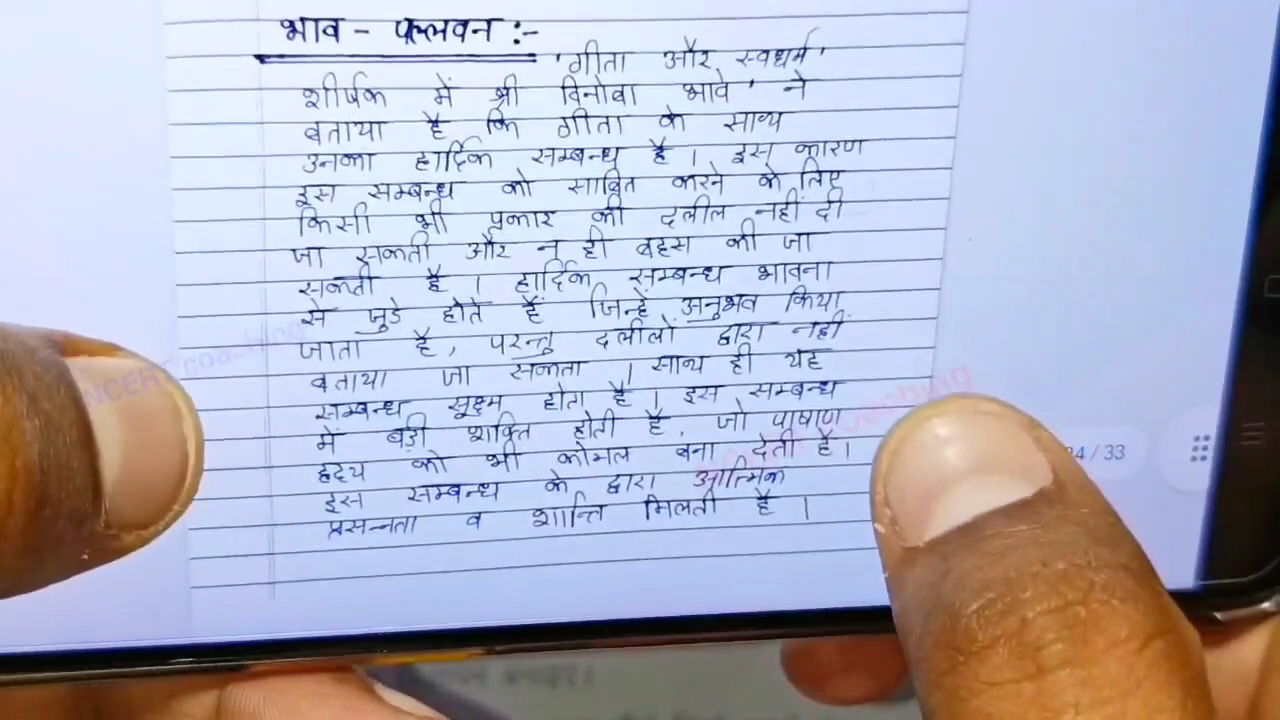 भाव - पल्लवन :-
'गीता और स्वधर्म'
शीर्षक में श्री विनोबा भावे' ने
बताया है कि गीता के साथ
उनका हार्दिक सम्बन्ध है । इस कारण
इस सम्बन्ध को साबित करने के लिए
किसी भी प्रकार की दलील नहीं दी
जा सकती और न ही बहस की जा
सकती है । हार्दिक सम्बन्ध भावना
से जुडे होते हैं जिन्हें अनुभव किया
जाता है, परन्तु दलीलों द्वारा नहीं
बताया जा सकता । साथ ही यह
सम्बन्ध सूक्ष्म होता है । इस सम्बन्ध
में बड़ी शक्ति होती है, जो पाषाण
हृदय को भी कोमल बना देती है।
इस सम्बन्ध के द्वारा आत्मिक
प्रसन्नता व शान्ति मिलती है ।
NCER coaching
24 / 33